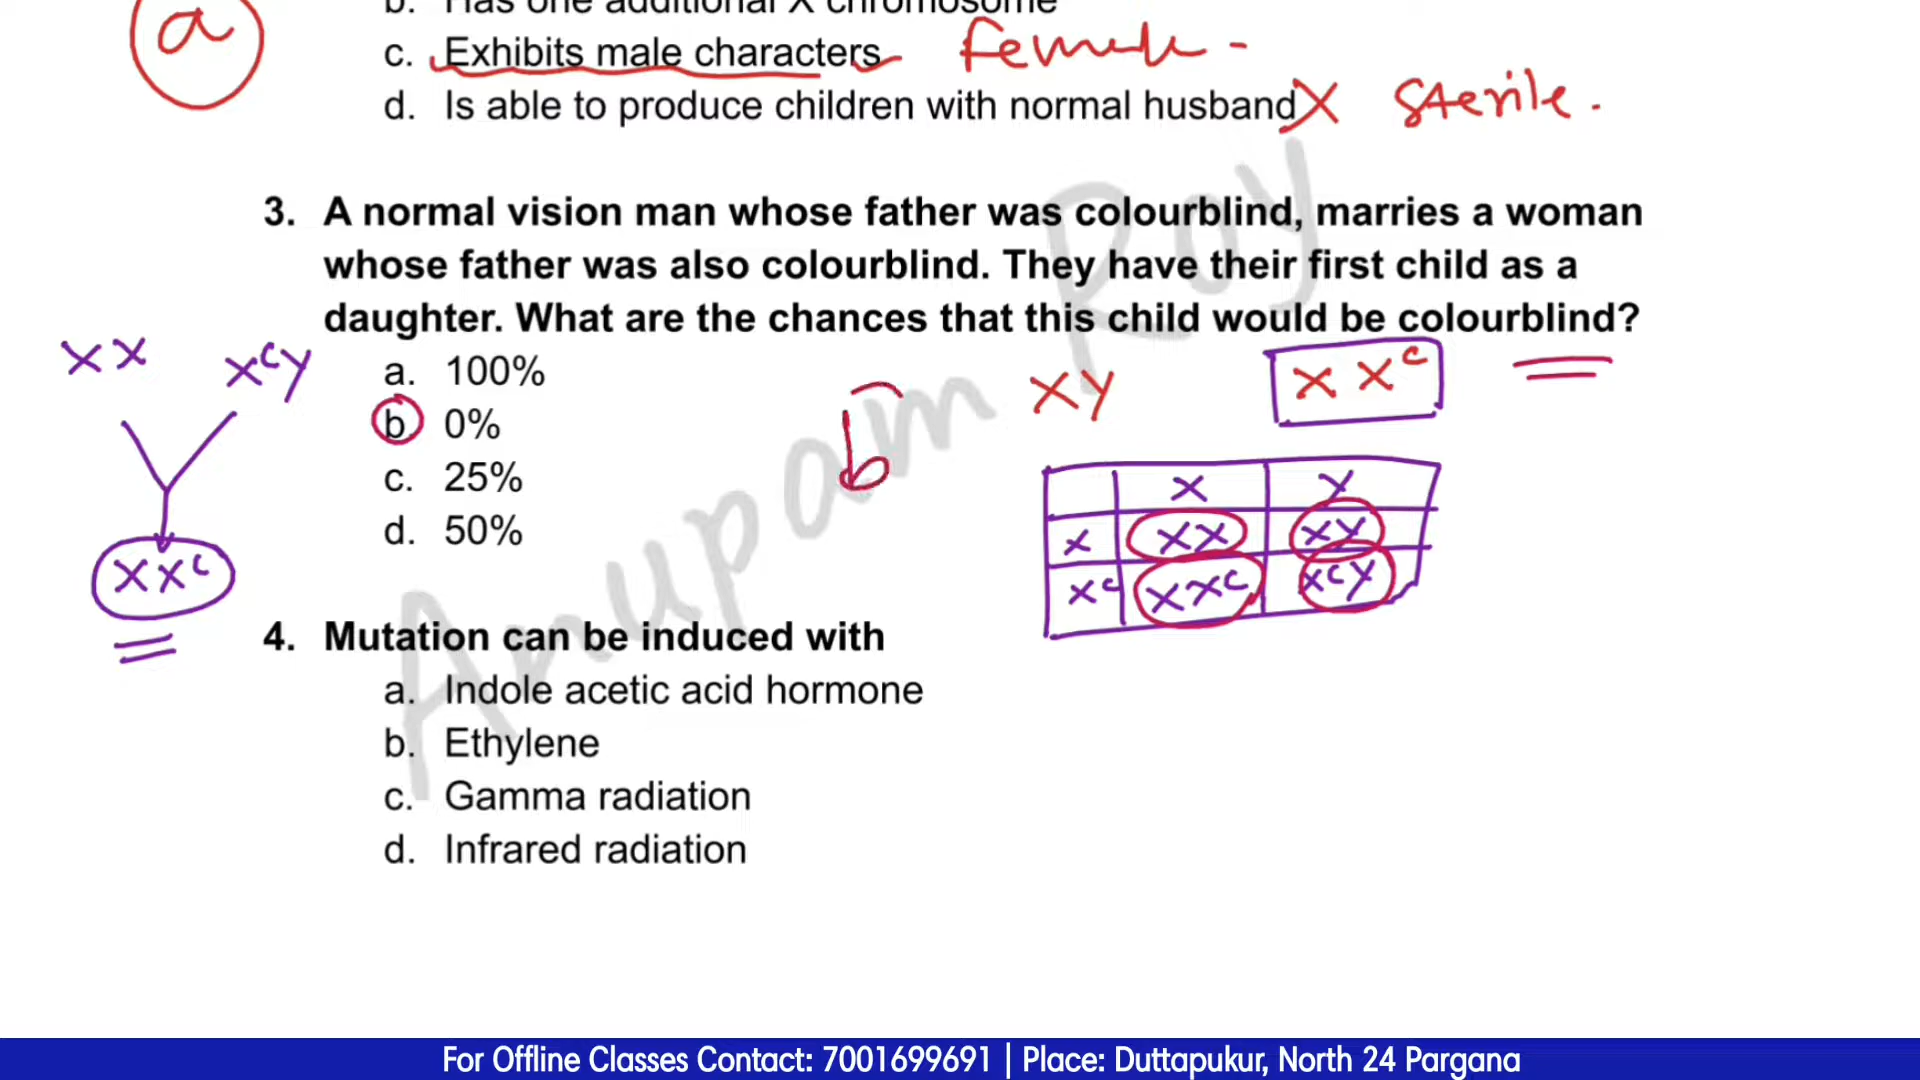 b. Has one additional X chromosome
a
c. Exhibits male characters Female -
d. Is able to produce children with normal husband X Sterile.
3. A normal vision man whose father was colourblind, marries a woman
whose father was also colourblind. They have their first child as a
daughter. What are the chances that this child would be colourblind?
XX XᶜY
a. 100%
XY XXᶜ
b. 0%
b
c. 25%
d. 50%
X Y
X XX XY
Xᶜ XXᶜ XᶜY
XXᶜ
4. Mutation can be induced with
a. Indole acetic acid hormone
b. Ethylene
c. Gamma radiation
d. Infrared radiation
Anupam Roy
For Offline Classes Contact: 7001699691 | Place: Duttapukur, North 24 Pargana